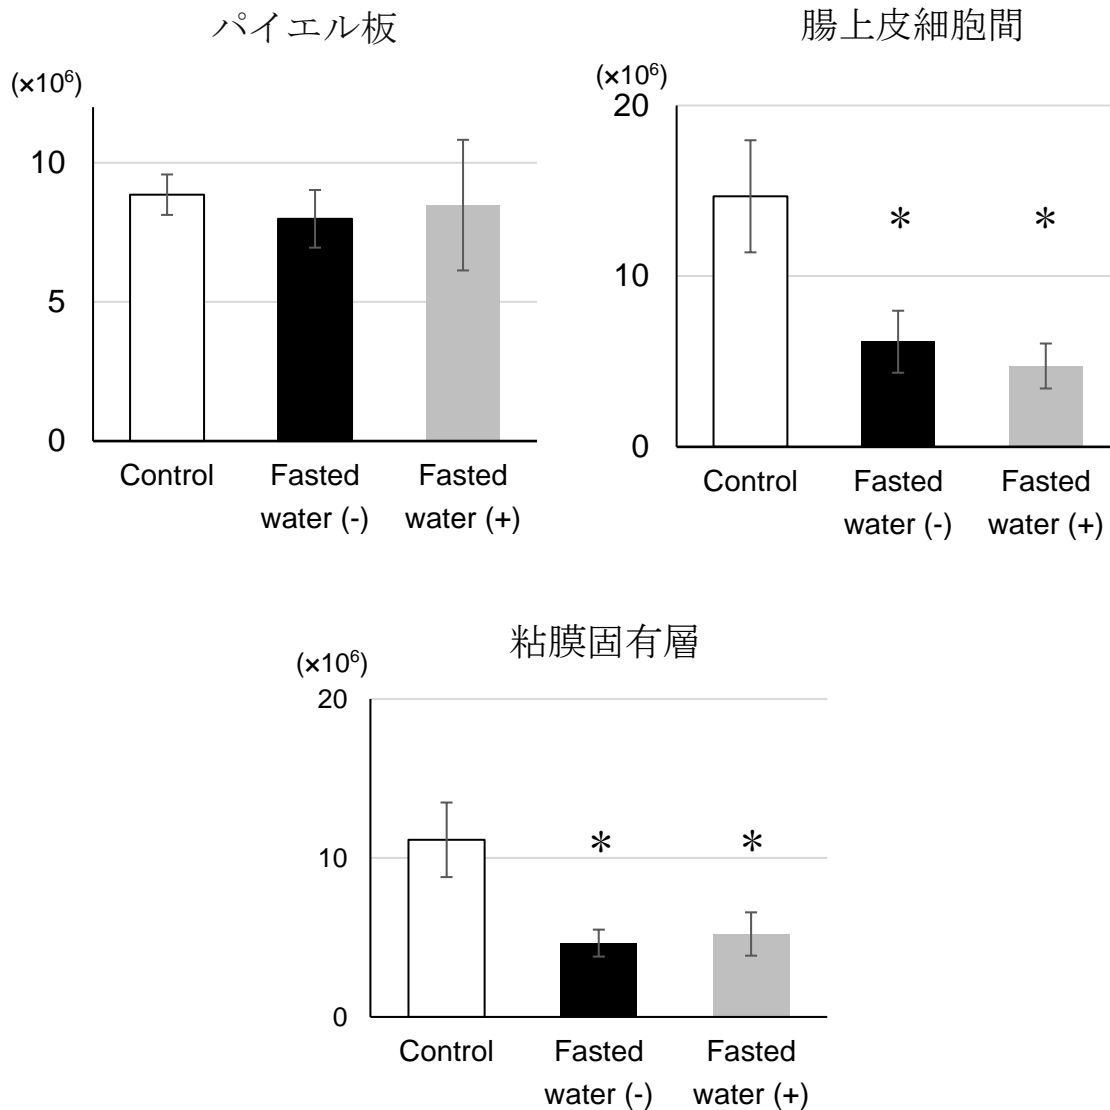 パイエル板
(×10⁶)
10
5
0
Control
Fasted water (-)
Fasted water (+)
腸上皮細胞間
(×10⁶)
20
*
*
10
0
Control
Fasted water (-)
Fasted water (+)
粘膜固有層
(×10⁶)
20
*
*
10
0
Control
Fasted water (-)
Fasted water (+)